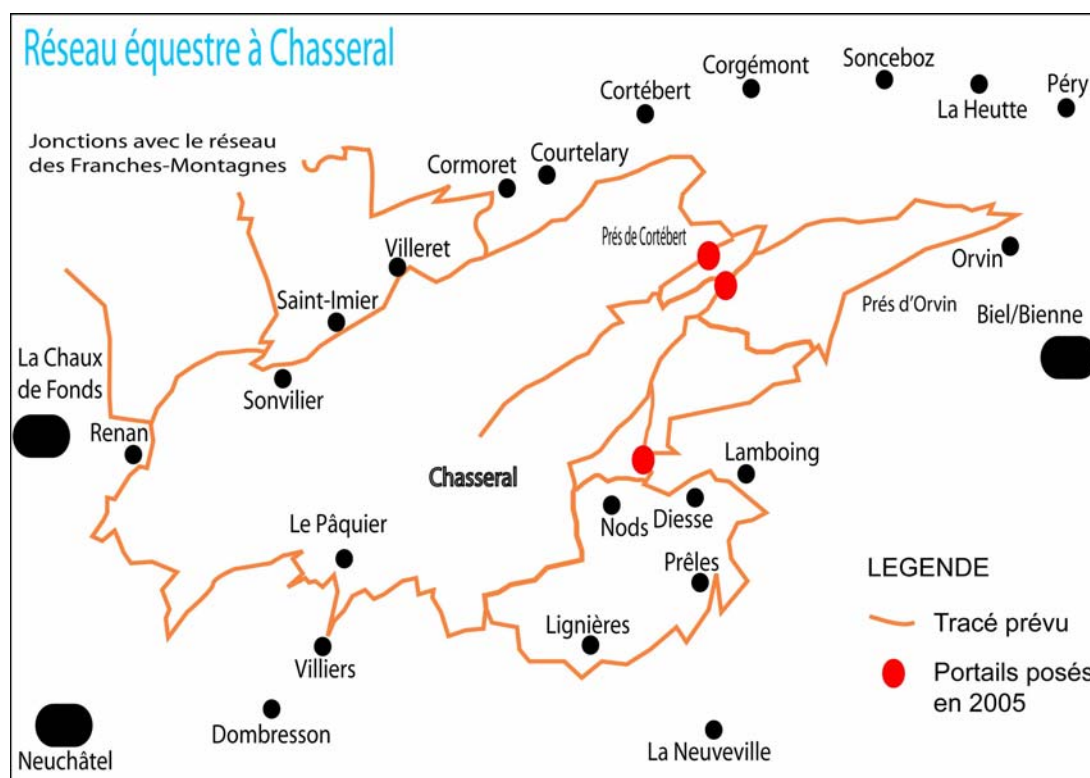 Réseau équestre à Chasseral
Jonctions avec le réseau
des Franches-Montagnes
Cormoret
Courtelary
Cortébert
Corgémont
Sonceboz
La Heutte
Péry
Villeret
Prés de Cortébert
Orvin
Prés d'Orvin
Biel/Bienne
Saint-Imier
La Chaux
de Fonds
Sonvilier
Renan
Chasseral
Lamboing
Nods
Diesse
Le Pâquier
Prêles
Lignières
Villiers
Dombresson
Neuchâtel
La Neuveville
LEGENDE
Tracé prévu
Portails posés
en 2005